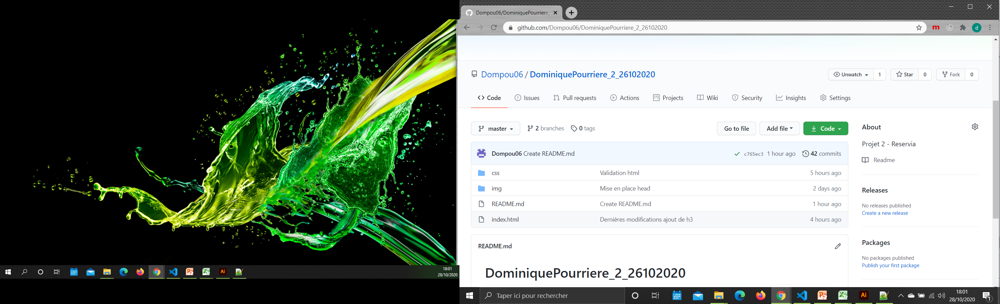 18:01
28/10/2020
Dompou06/DominiquePourriere_
github.com/Dompou06/DominiquePourriere_2_26102020
m
d
Dompou06 / DominiquePourriere_2_26102020
Unwatch 1 Star 0 Fork 0
Code Issues Pull requests Actions Projects Wiki Security Insights Settings
master 2 branches 0 tags Go to file Add file Code
Dompou06 Create README.md c765ec3 1 hour ago 42 commits
css Validation html 5 hours ago
img Mise en place head 2 days ago
README.md Create README.md 1 hour ago
index.html Dernières modifications ajout de h3 4 hours ago
README.md
DominiquePourriere_2_26102020
About
Projet 2 - Reservia
Readme
Releases
No releases published
Create a new release
Packages
No packages published
Publish your first package
Taper ici pour rechercher
Ai
Ai
18:01
28/10/2020
1